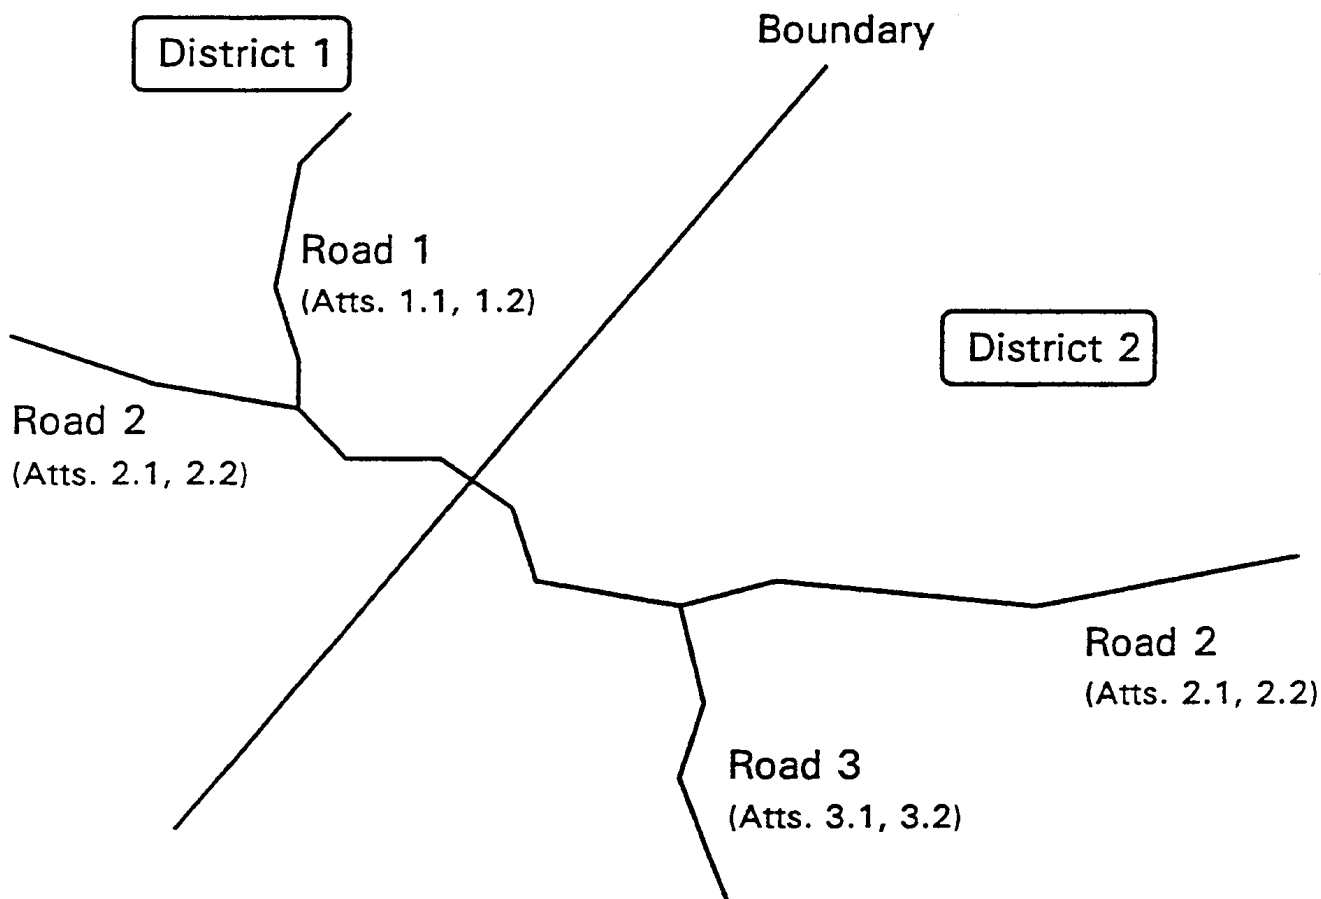 District 1
Boundary
Road 1
(Atts. 1.1, 1.2)
District 2
Road 2
(Atts. 2.1, 2.2)
Road 2
(Atts. 2.1, 2.2)
Road 3
(Atts. 3.1, 3.2)